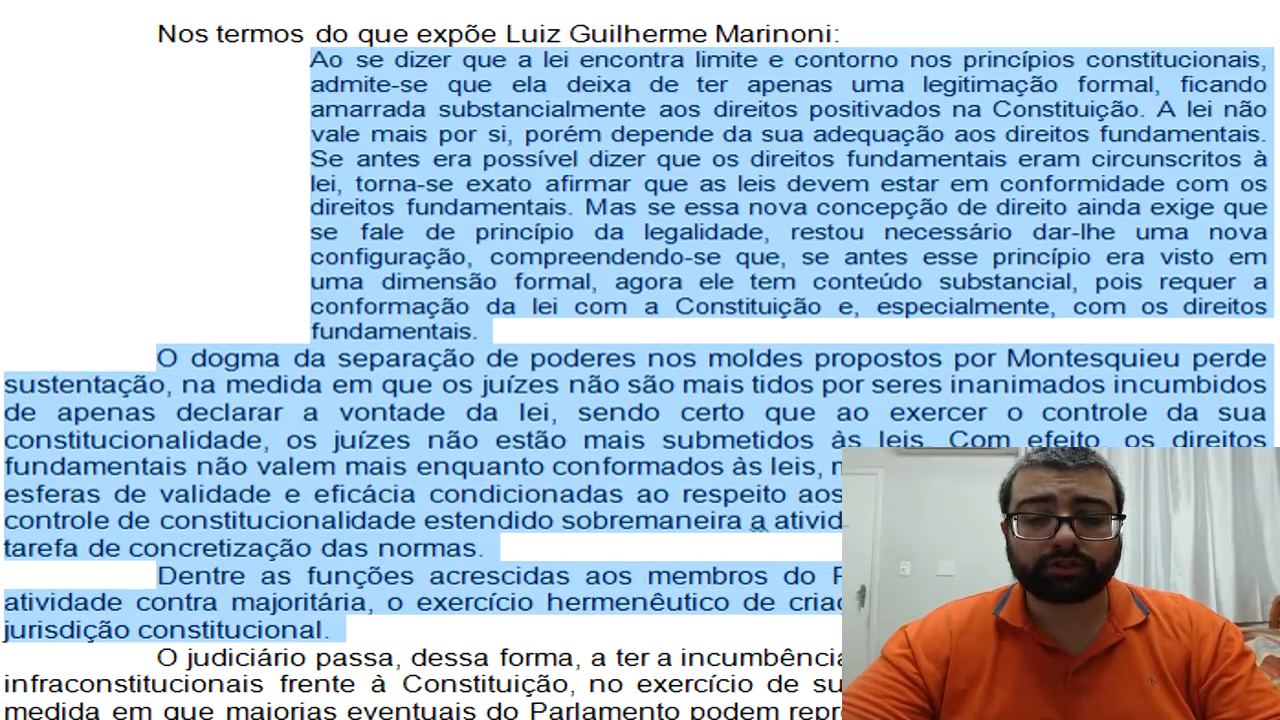 Nos termos do que expõe Luiz Guilherme Marinoni:
Ao se dizer que a lei encontra limite e contorno nos princípios constitucionais,
admite-se que ela deixa de ter apenas uma legitimação formal, ficando
amarrada substancialmente aos direitos positivados na Constituição. A lei não
vale mais por si, porém depende da sua adequação aos direitos fundamentais.
Se antes era possível dizer que os direitos fundamentais eram circunscritos à
lei, torna-se exato afirmar que as leis devem estar em conformidade com os
direitos fundamentais. Mas se essa nova concepção de direito ainda exige que
se fale de princípio da legalidade, restou necessário dar-lhe uma nova
configuração, compreendendo-se que, se antes esse princípio era visto em
uma dimensão formal, agora ele tem conteúdo substancial, pois requer a
conformação da lei com a Constituição e, especialmente, com os direitos
fundamentais.
O dogma da separação de poderes nos moldes propostos por Montesquieu perde
sustentação, na medida em que os juízes não são mais tidos por seres inanimados incumbidos
de apenas declarar a vontade da lei, sendo certo que ao exercer o controle da sua
constitucionalidade, os juízes não estão mais submetidos às leis. Com efeito, os direitos
fundamentais não valem mais enquanto conformados às leis,
esferas de validade e eficácia condicionadas ao respeito aos
controle de constitucionalidade estendido sobremaneira a ativid
tarefa de concretização das normas.
Dentre as funções acrescidas aos membros do
atividade contra majoritária, o exercício hermenêutico de criaç
jurisdição constitucional.
O judiciário passa, dessa forma, a ter a incumbência
infraconstitucionais frente à Constituição, no exercício de su
medida em que maiorias eventuais do Parlamento podem repr